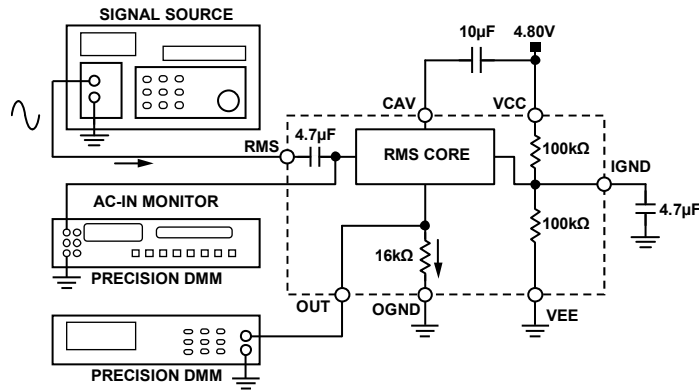 SIGNAL SOURCE
10µF
4.80V
CAV
VCC
4.7µF
RMS
RMS CORE
100kΩ
IGND
AC-IN MONITOR
100kΩ
4.7µF
PRECISION DMM
16kΩ
OUT
OGND
VEE
PRECISION DMM